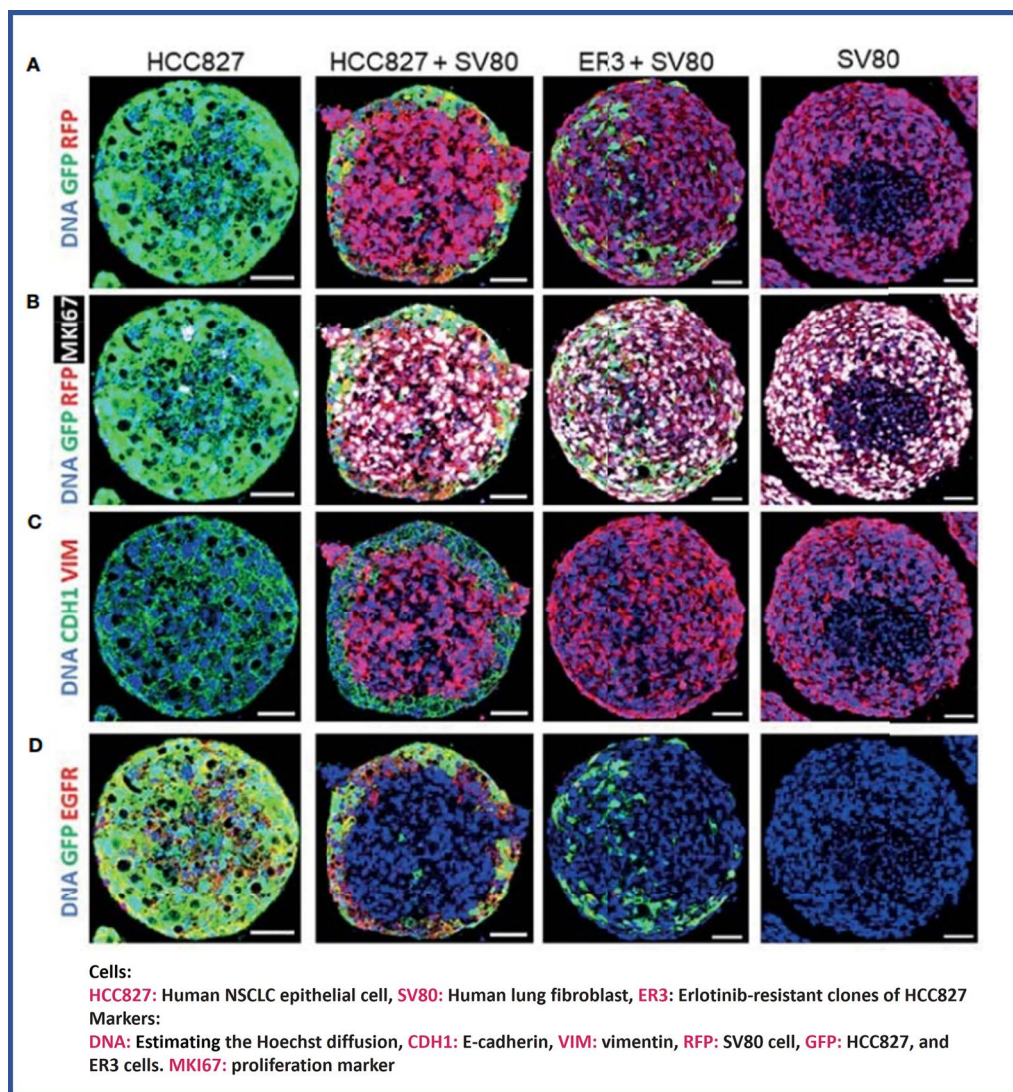 HCC827 HCC827 + SV80 ER3 + SV80 SV80
A
DNA GFP RFP
B
DNA GFP RFP MKI67
C
DNA CDH1 VIM
D
DNA GFP EGFR
Cells:
HCC827: Human NSCLC epithelial cell, SV80: Human lung fibroblast, ER3: Erlotinib-resistant clones of HCC827
Markers:
DNA: Estimating the Hoechst diffusion, CDH1: E-cadherin, VIM: vimentin, RFP: SV80 cell, GFP: HCC827, and
ER3 cells. MKI67: proliferation marker